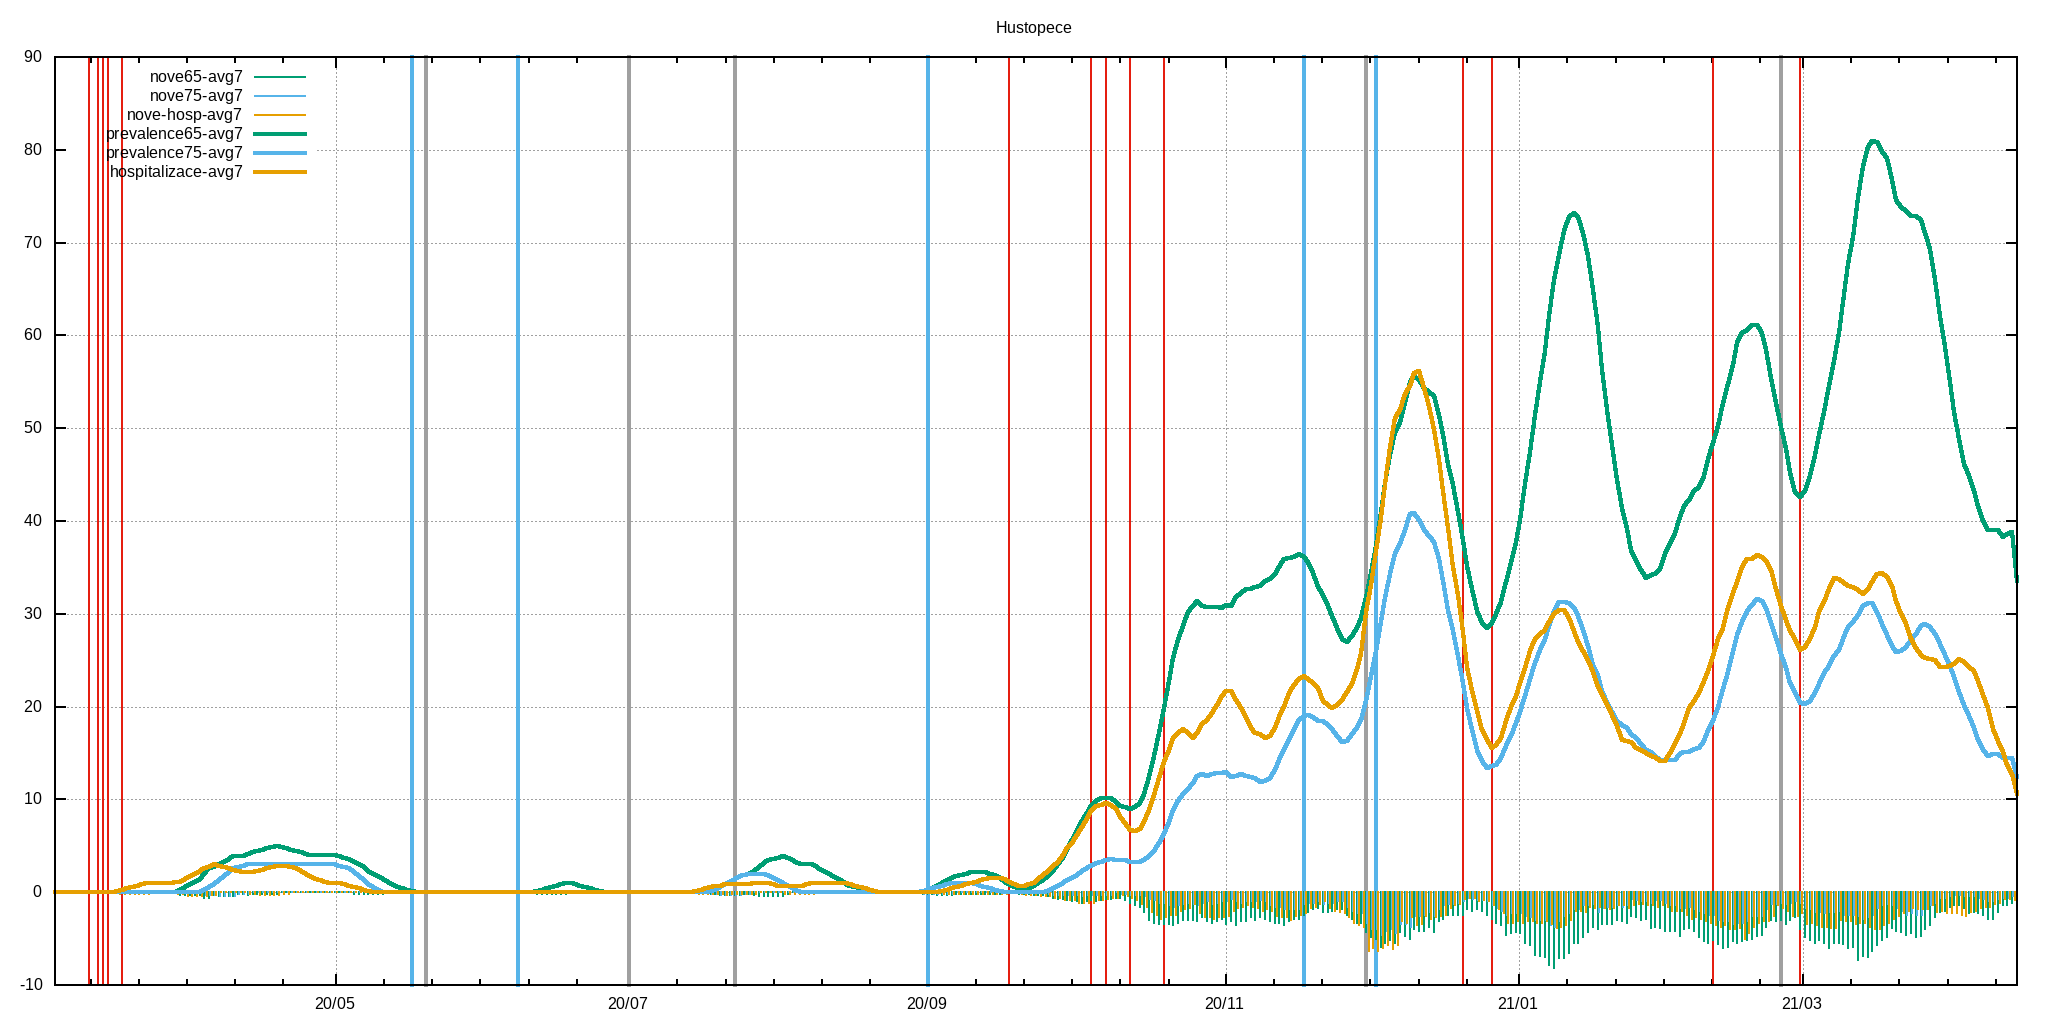 Hustopece
90
nove65-avg7
nove75-avg7
nove-hosp-avg7
prevalence65-avg7
prevalence75-avg7
hospitalizace-avg7
80
70
60
50
40
30
20
10
0
-10
20/05 20/07 20/09 20/11 21/01 21/03